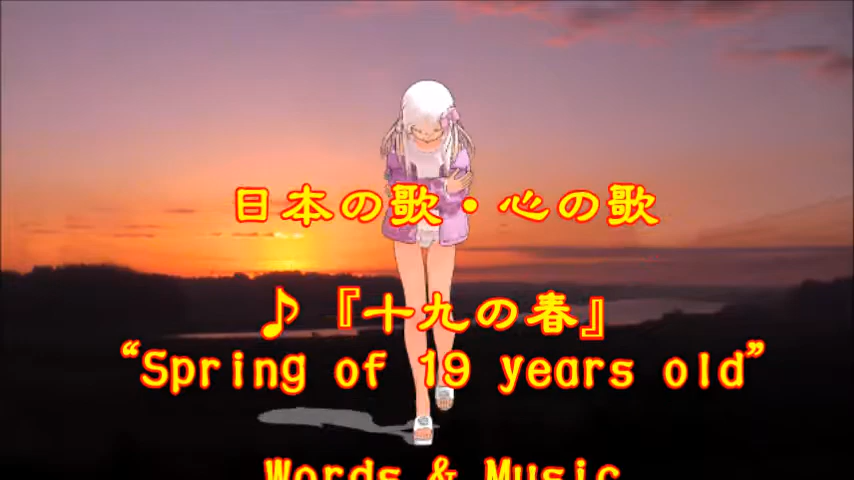 日本の歌・心の歌
♪『十九の春』
“Spring of 19 years old”
Words & Music